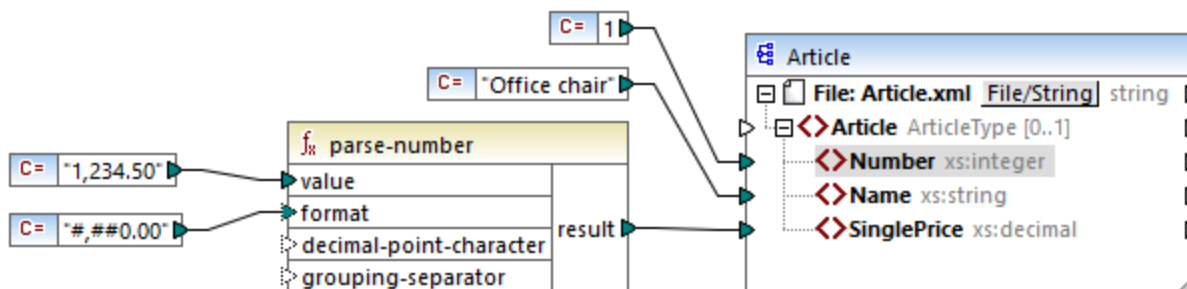 C= 1
Article
C= "Office chair"
File: Article.xml File/String string
Article ArticleType [0..1]
fx parse-number
Number xs:integer
C= "1,234.50"
value
Name xs:string
format
C= "#,##0.00"
result
SinglePrice xs:decimal
decimal-point-character
grouping-separator